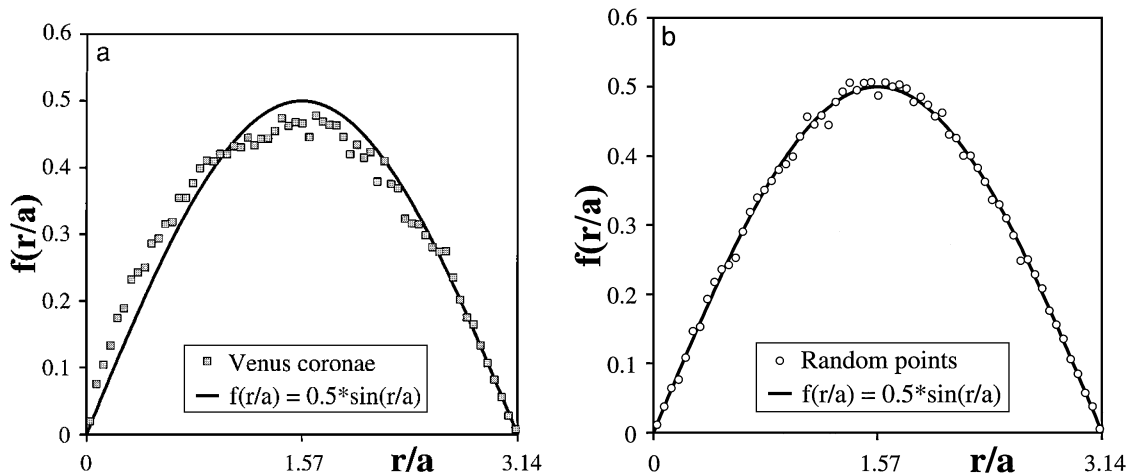 a
0.6
0.5
0.4
0.3
0.2
0.1
0
f(r/a)
Venus coronae
f(r/a) = 0.5*sin(r/a)
0
1.57
r/a
3.14
b
0.6
0.5
0.4
0.3
0.2
0.1
0
f(r/a)
Random points
f(r/a) = 0.5*sin(r/a)
0
1.57
r/a
3.14